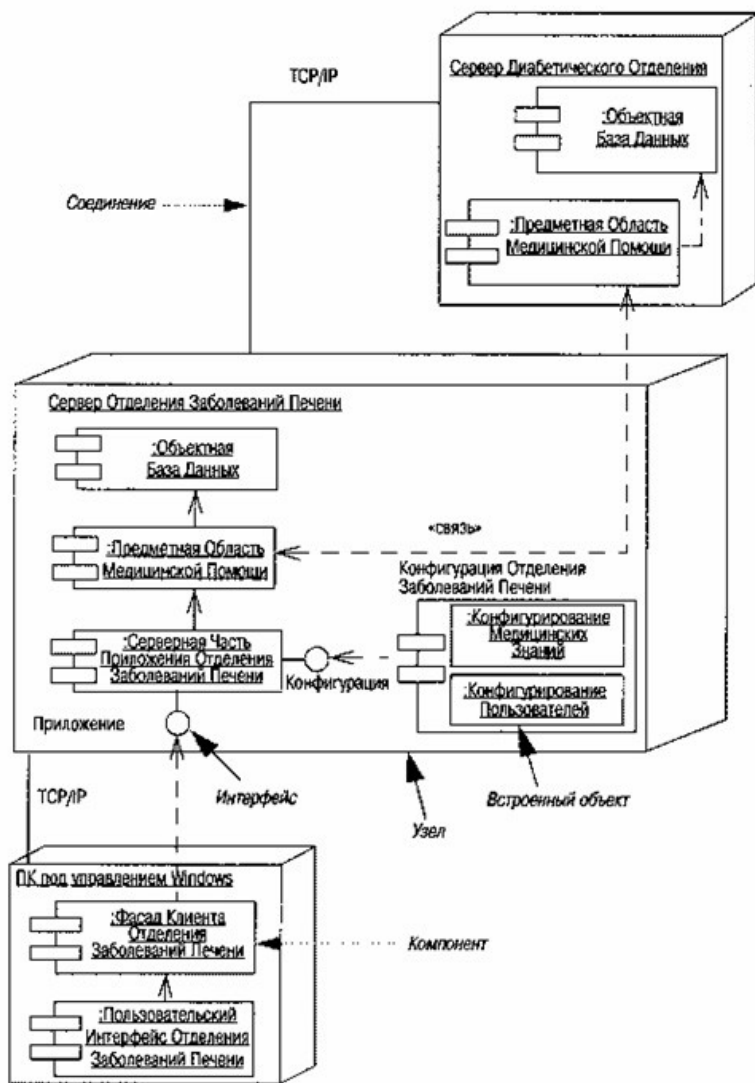 TCP/IP
Сервер Диабетического Отделения
:Объектная
База Данных
Соединение
:Предметная Область
Медицинской Помощи
Сервер Отделения Заболеваний Печени
:Объектная
База Данных
«связь»
:Предметная Область
Медицинской Помощи
Конфигурация Отделения
Заболеваний Печени
:Серверная Часть
Приложения Отделения
Заболеваний Печени
Конфигурация
:Конфигурирование
Медицинских
Знаний
:Конфигурирование
Пользователей
Приложение
TCP/IP
Интерфейс
Узел
Встроенный объект
ПК под управлением Windows
:Фасад Клиента
Отделения
Заболеваний Печени
Компонент
:Пользовательский
Интерфейс Отделения
Заболеваний Печени